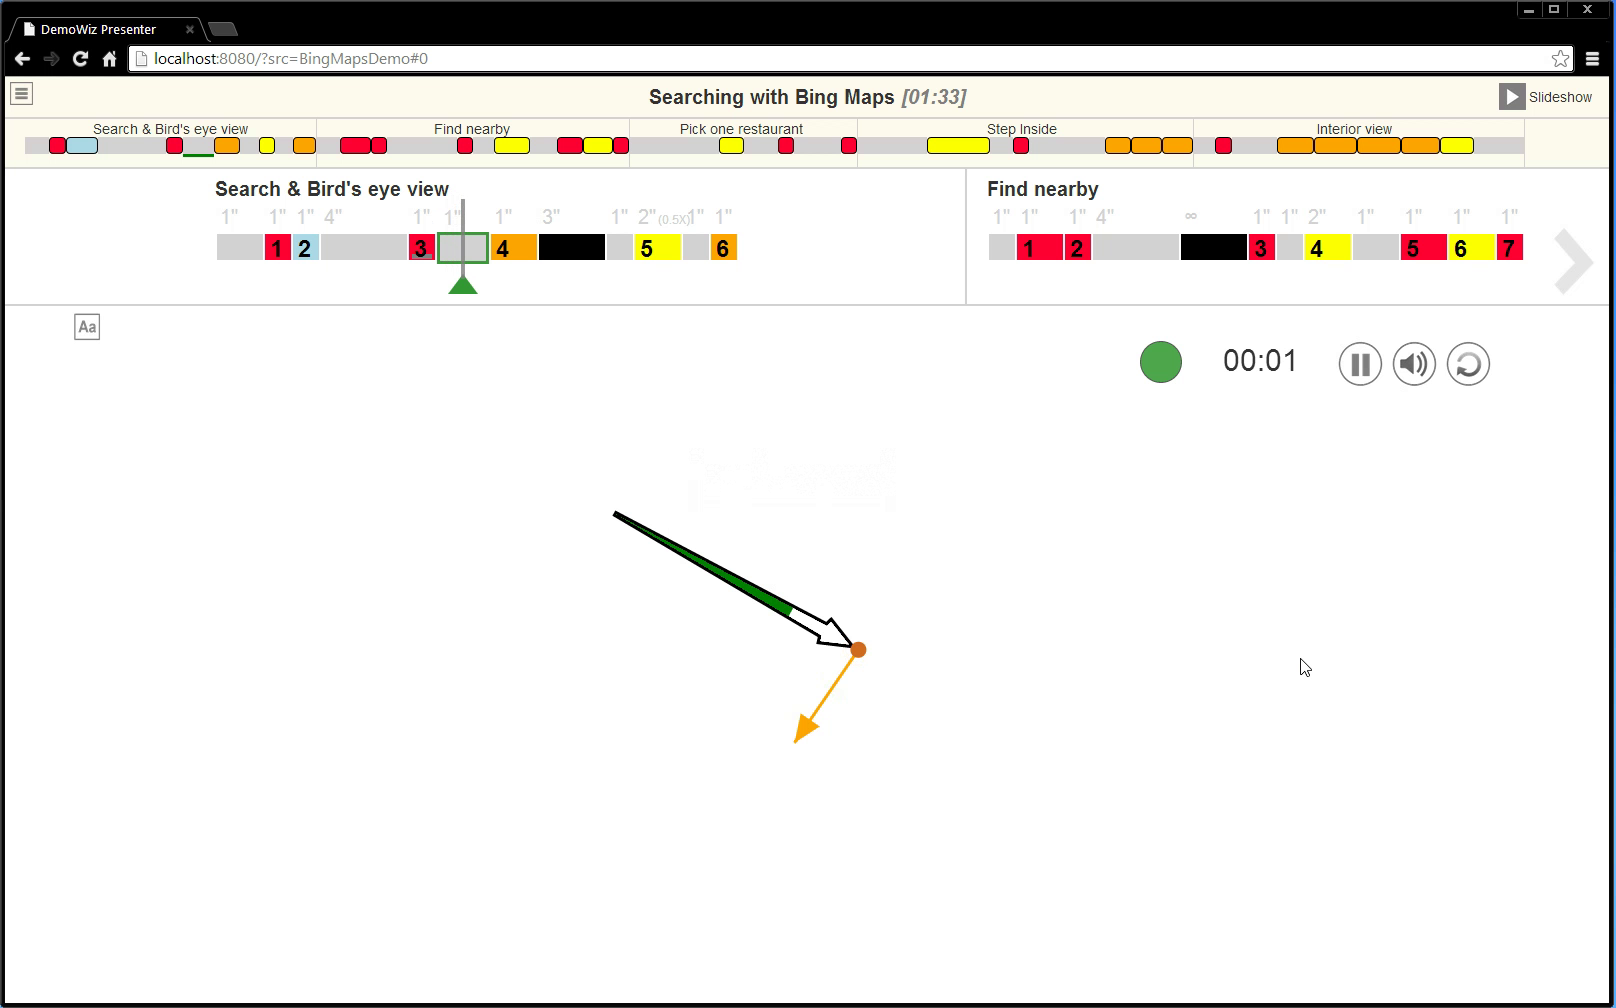 DemoWiz Presenter
localhost:8080/?src=BingMapsDemo#0
Searching with Bing Maps [01:33]
Slideshow
Search & Bird's eye view Find nearby Pick one restaurant Step Inside Interior view
Search & Bird's eye view
1" 1" 1" 4" 1" 1" 1" 3" 1" 2" (0.5X) 1" 1"
1 2 3 4 5 6
Find nearby
1" 1" 1" 4" ∞ 1" 1" 2" 1" 1" 1" 1"
1 2 3 4 5 6 7
Aa
00:01